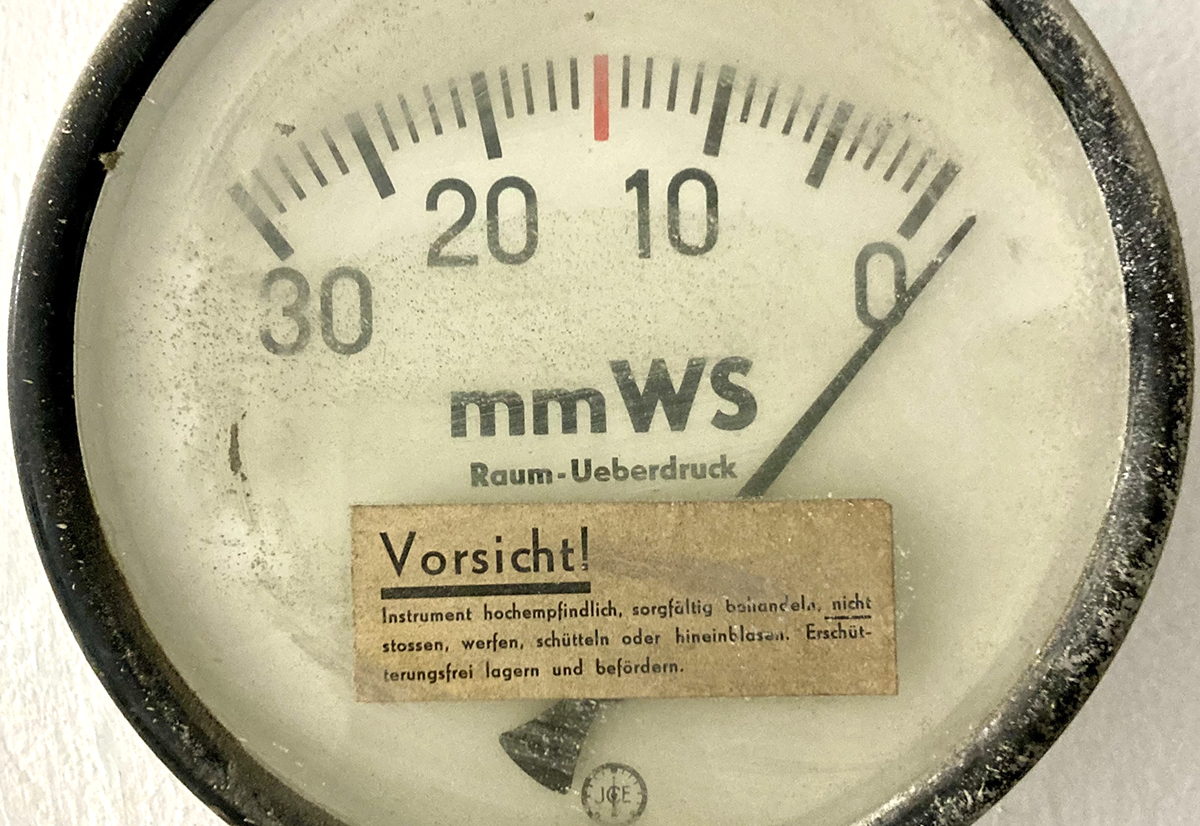 30 20 10 0
mmWS
Raum-Ueberdruck
Vorsicht!
Instrument hochempfindlich, sorgfältig behandeln, nicht
stossen, werfen, schütteln oder hineinblasen. Erschüt-
terungsfrei lagern und befördern.
JCE